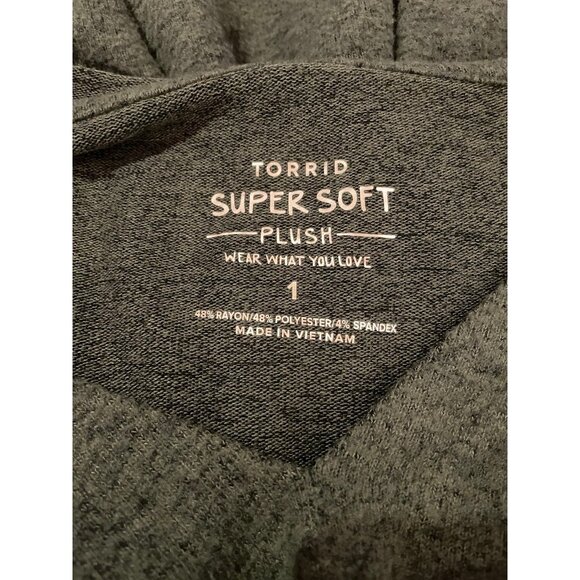 TORRID
SUPER SOFT
PLUSH
WEAR WHAT YOU LOVE
1
48% RAYON/48% POLYESTER/4% SPANDEX
MADE IN VIETNAM